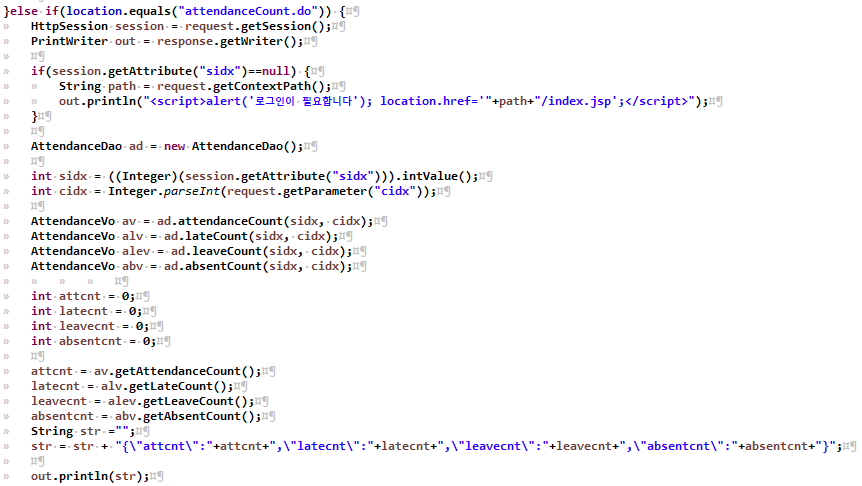 }else if(location.equals("attendanceCount.do")) {
HttpSession session = request.getSession();
PrintWriter out = response.getWriter();
if(session.getAttribute("sidx")==null) {
String path = request.getContextPath();
out.println("<script>alert('로그인이 필요합니다'); location.href='"+path+"/index.jsp';</script>");
}
AttendanceDao ad = new AttendanceDao();
int sidx = ((Integer)(session.getAttribute("sidx"))).intValue();
int cidx = Integer.parseInt(request.getParameter("cidx"));
AttendanceVo av = ad.attendanceCount(sidx, cidx);
AttendanceVo alv = ad.lateCount(sidx, cidx);
AttendanceVo alev = ad.leaveCount(sidx, cidx);
AttendanceVo abv = ad.absentCount(sidx, cidx);
int attcnt = 0;
int latecnt = 0;
int leavecnt = 0;
int absentcnt = 0;
attcnt = av.getAttendanceCount();
latecnt = alv.getLateCount();
leavecnt = alev.getLeaveCount();
absentcnt = abv.getAbsentCount();
String str ="";
str = str + "{\"attcnt\":"+attcnt+",\"latecnt\":"+latecnt+",\"leavecnt\":"+leavecnt+",\"absentcnt\":"+absentcnt+"}";
out.println(str);